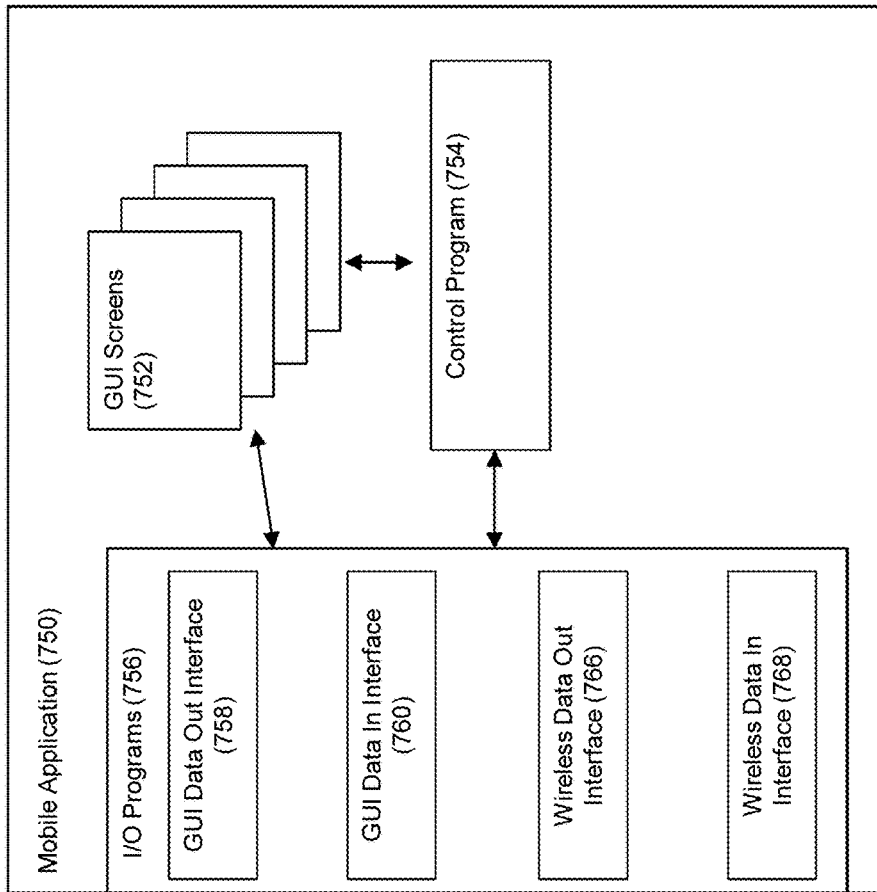 Mobile Application (750)
I/O Programs (756)
GUI Data Out Interface
(758)
GUI Data In Interface
(760)
Wireless Data Out
Interface (766)
Wireless Data In
Interface (768)
GUI Screens
(752)
Control Program (754)